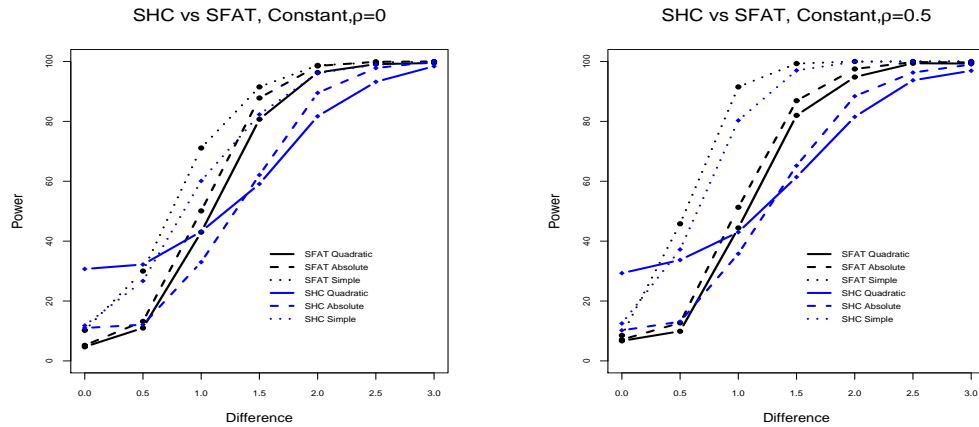 SHC vs SFAT, Constant,ρ=0
Power
100
80
60
40
20
0
SFAT Quadratic
SFAT Absolute
SFAT Simple
SHC Quadratic
SHC Absolute
SHC Simple
0.0 0.5 1.0 1.5 2.0 2.5 3.0
Difference
SHC vs SFAT, Constant,ρ=0.5
Power
100
80
60
40
20
0
SFAT Quadratic
SFAT Absolute
SFAT Simple
SHC Quadratic
SHC Absolute
SHC Simple
0.0 0.5 1.0 1.5 2.0 2.5 3.0
Difference